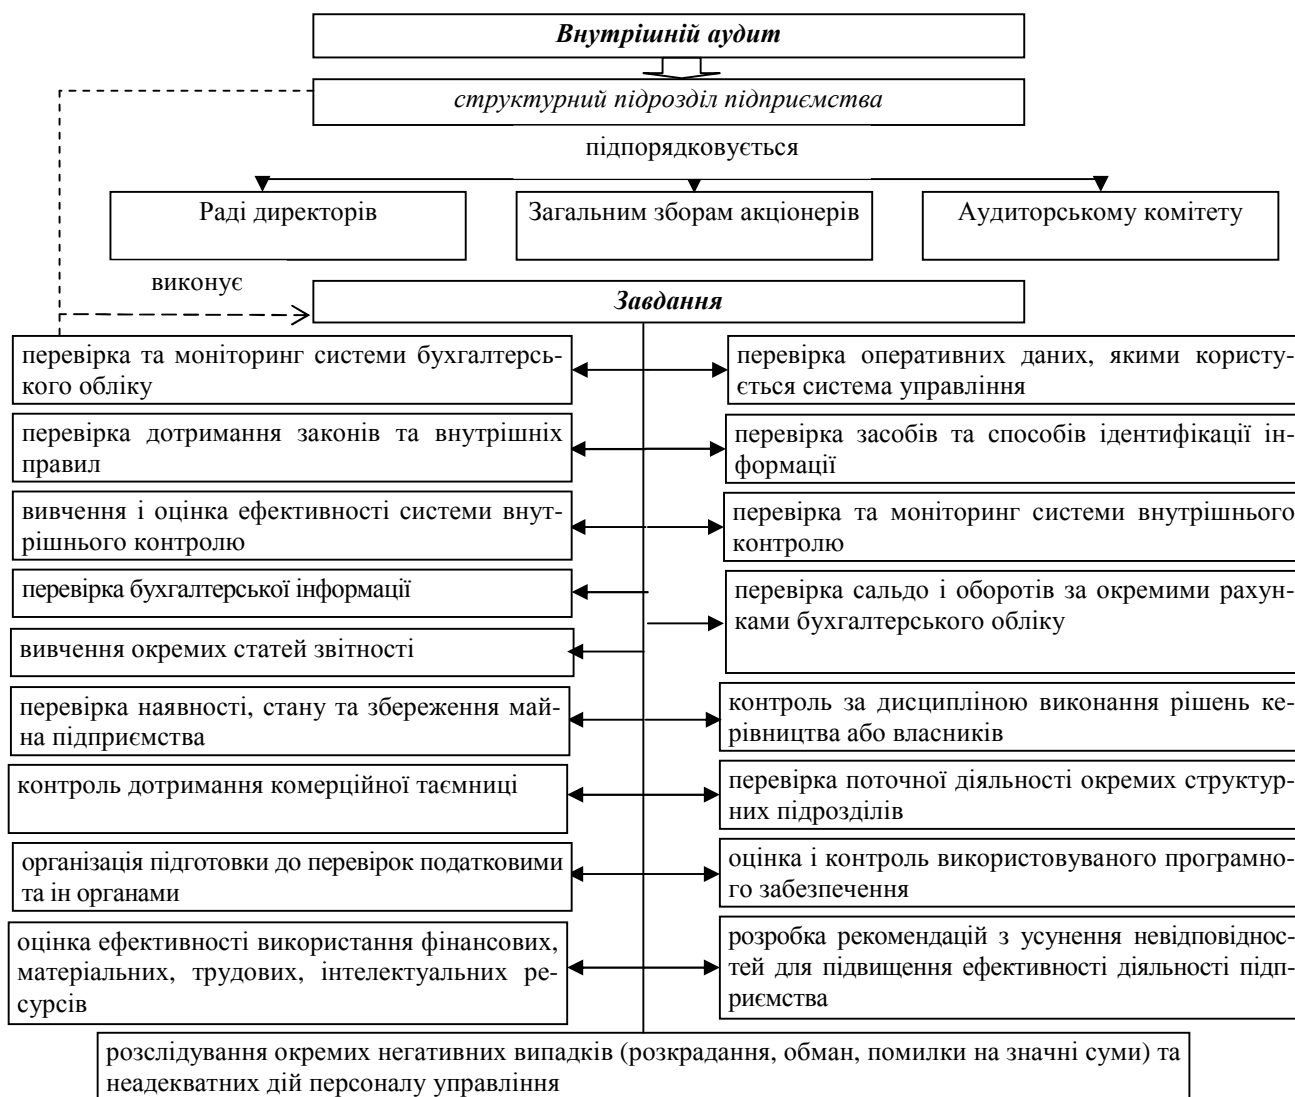 Внутрішній аудит
структурний підрозділ підприємства
підпорядковується
Раді директорів
Загальним зборам акціонерів
Аудиторському комітету
виконує
Завдання
перевірка та моніторинг системи бухгалтерсь-
кого обліку
перевірка оперативних даних, якими користу-
ється система управління
перевірка дотримання законів та внутрішніх
правил
перевірка засобів та способів ідентифікації ін-
формації
вивчення і оцінка ефективності системи внут-
рішнього контролю
перевірка та моніторинг системи внутрішнього
контролю
перевірка бухгалтерської інформації
перевірка сальдо і оборотів за окремими рахун-
ками бухгалтерського обліку
вивчення окремих статей звітності
перевірка наявності, стану та збереження май-
на підприємства
контроль за дисципліною виконання рішень ке-
рівництва або власників
контроль дотримання комерційної таємниці
перевірка поточної діяльності окремих структур-
них підрозділів
організація підготовки до перевірок податковими
та ін органами
оцінка і контроль використовуваного програмно-
го забезпечення
оцінка ефективності використання фінансових,
матеріальних, трудових, інтелектуальних ре-
сурсів
розробка рекомендацій з усунення невідповіднос-
тей для підвищення ефективності діяльності підп-
риємства
розслідування окремих негативних випадків (розкрадання, обман, помилки на значні суми) та
неадекватних дій персоналу управління